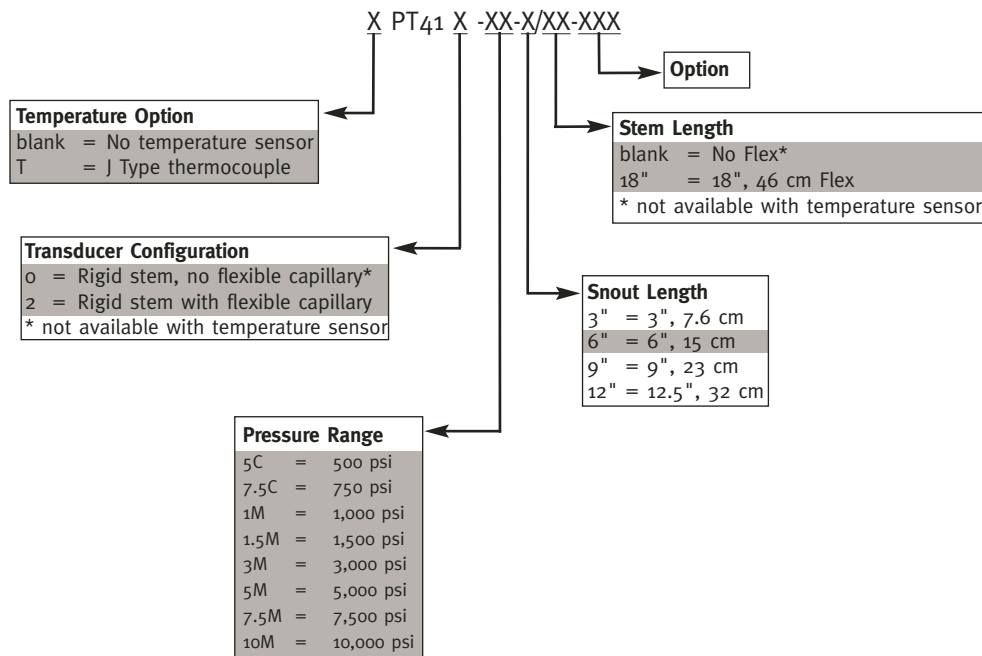 X PT41 X -XX-X/XX-XXX
Option
Temperature Option
blank = No temperature sensor
T = J Type thermocouple
Stem Length
blank = No Flex*
18" = 18", 46 cm Flex
* not available with temperature sensor
Transducer Configuration
0 = Rigid stem, no flexible capillary*
2 = Rigid stem with flexible capillary
* not available with temperature sensor
Snout Length
3" = 3", 7.6 cm
6" = 6", 15 cm
9" = 9", 23 cm
12" = 12.5", 32 cm
Pressure Range
5C = 500 psi
7.5C = 750 psi
1M = 1,000 psi
1.5M = 1,500 psi
3M = 3,000 psi
5M = 5,000 psi
7.5M = 7,500 psi
10M = 10,000 psi